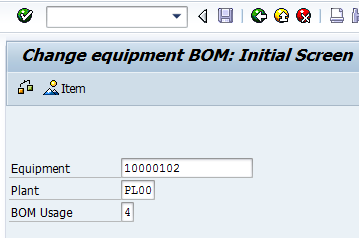 Change equipment BOM: Initial Screen
Item
Equipment 10000102
Plant PL00
BOM Usage 4